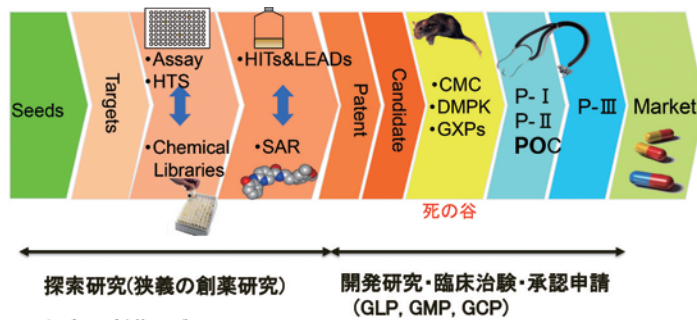 Seeds
Targets
•Assay
•HTS
•Chemical
Libraries
•HITs&LEADs
•SAR
Patent
Candidate
•CMC
•DMPK
•GXPs
死の谷
P-Ⅰ
P-Ⅱ
POC
P-Ⅲ
Market
探索研究(狭義の創薬研究)
開発研究・臨床治験・承認申請
(GLP, GMP, GCP)